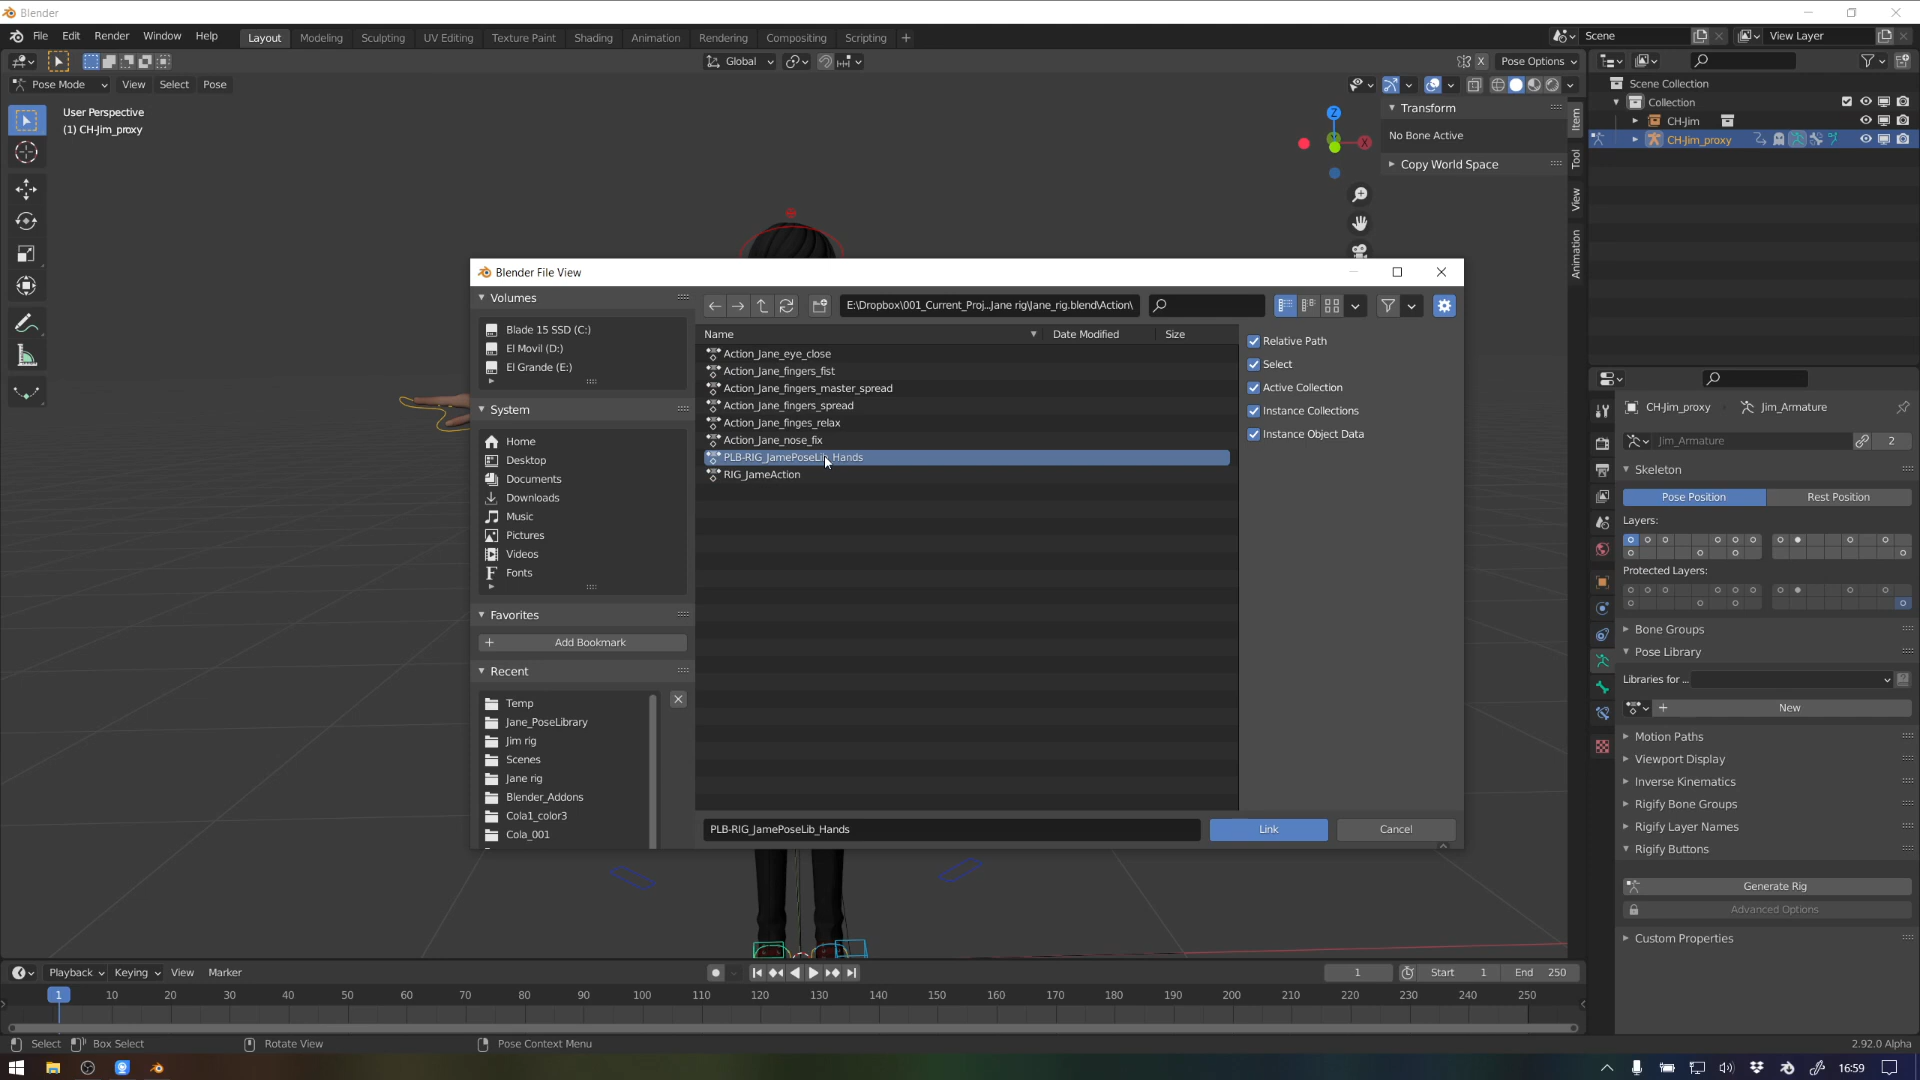 Blender
File Edit Render Window Help
Layout Modeling Sculpting UV Editing Texture Paint Shading Animation Rendering Compositing Scripting +
Scene View Layer
Global
X Pose Options
Pose Mode View Select Pose
User Perspective
(1) CH-Jim_proxy
Z
X
Transform
No Bone Active
Copy World Space
Item
Tool
View
Animation
Scene Collection
Collection
CH-Jim
CH-Jim_proxy
Blender File View
Volumes
Blade 15 SSD (C:)
El Movil (D:)
El Grande (E:)
System
Home
Desktop
Documents
Downloads
Music
Pictures
Videos
Fonts
Favorites
+ Add Bookmark
Recent
Temp
Jane_PoseLibrary
Jim rig
Scenes
Jane rig
Blender_Addons
Cola1_color3
Cola_001
E:\Dropbox\001_Current_Proj...Jane rig\Jane_rig.blend\Action\
Name Date Modified Size
Action_Jane_eye_close
Action_Jane_fingers_fist
Action_Jane_fingers_master_spread
Action_Jane_fingers_spread
Action_Jane_finges_relax
Action_Jane_nose_fix
PLB-RIG_JamePoseLib_Hands
RIG_JameAction
Relative Path
Select
Active Collection
Instance Collections
Instance Object Data
PLB-RIG_JamePoseLib_Hands
Link
Cancel
CH-Jim_proxy Jim_Armature
Jim_Armature 2
Skeleton
Pose Position Rest Position
Layers:
Protected Layers:
Bone Groups
Pose Library
Libraries for ...
+ New
Motion Paths
Viewport Display
Inverse Kinematics
Rigify Bone Groups
Rigify Layer Names
Rigify Buttons
Generate Rig
Advanced Options
Custom Properties
Playback Keying View Marker
1 Start 1 End 250
1 10 20 30 40 50 60 70 80 90 100 110 120 130 140 150 160 170 180 190 200 210 220 230 240 250
Select Box Select Rotate View Pose Context Menu
2.92.0 Alpha
16:59